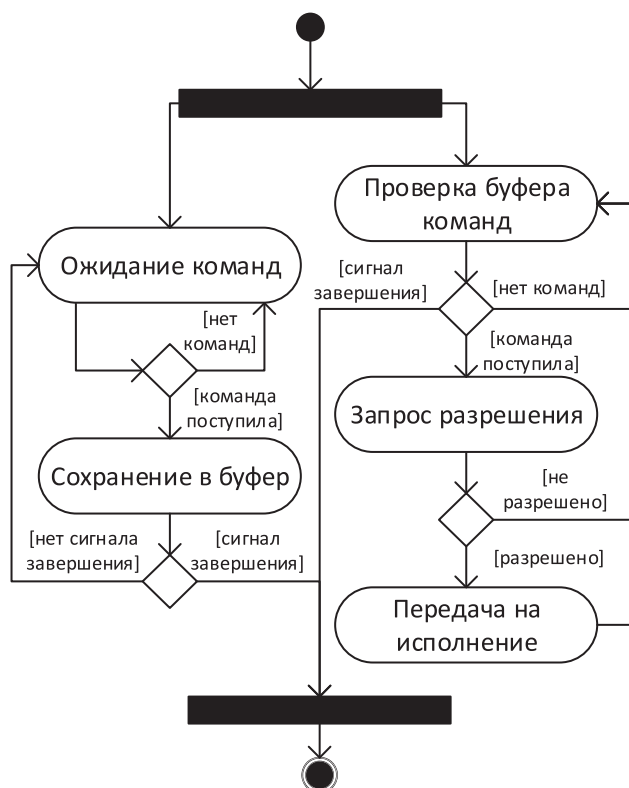 Проверка буфера
команд
Ожидание команд
[сигнал
завершения]
[нет команд]
[нет
команд]
[команда
поступила]
[команда
поступила]
Запрос разрешения
Сохранение в буфер
[не
разрешено]
[нет сигнала
завершения]
[сигнал
завершения]
[разрешено]
Передача на
исполнение